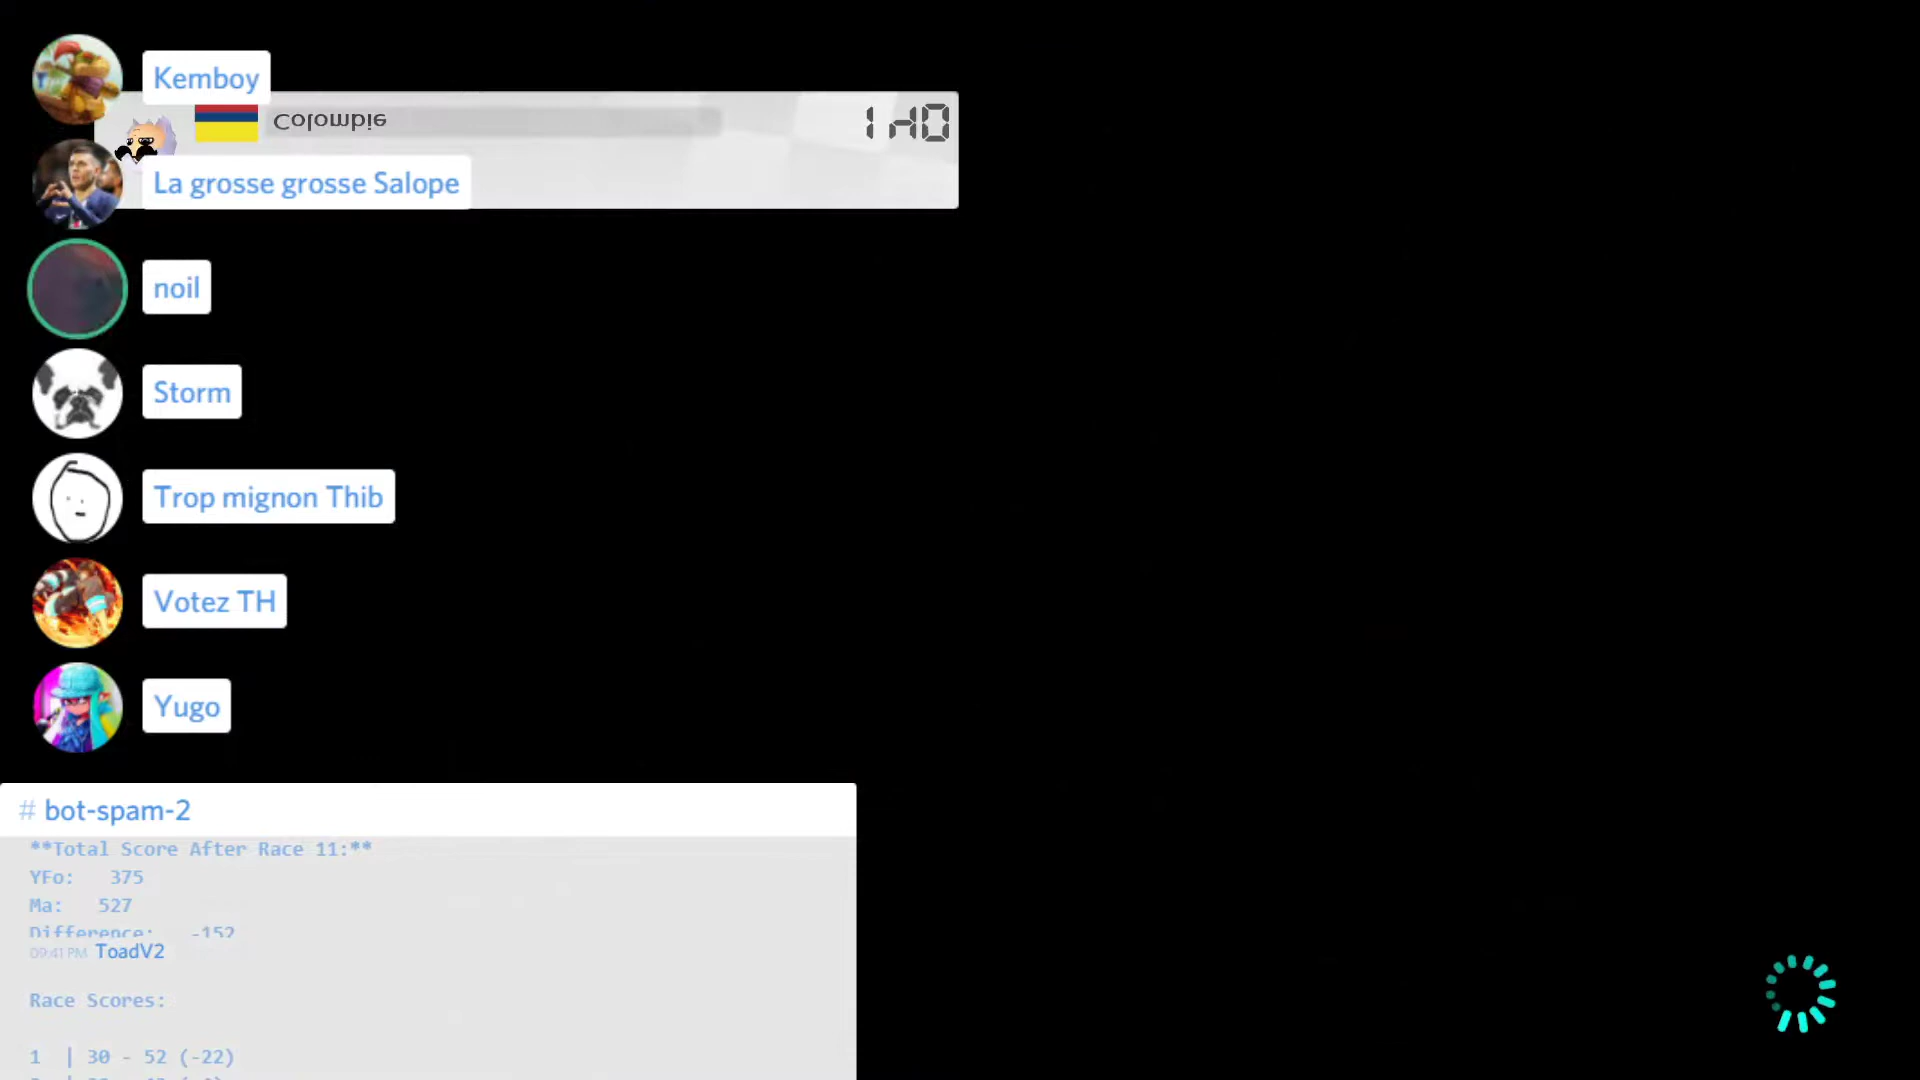 Kemboy
Colombie
La grosse grosse Salope
noil
Storm
Trop mignon Thib
Votez TH
Yugo
# bot-spam-2
**Total Score After Race 11:**
YFo: 375
Ma: 527
Difference: -152
09:41 PM ToadV2
Race Scores:
1 | 30 - 52 (-22)